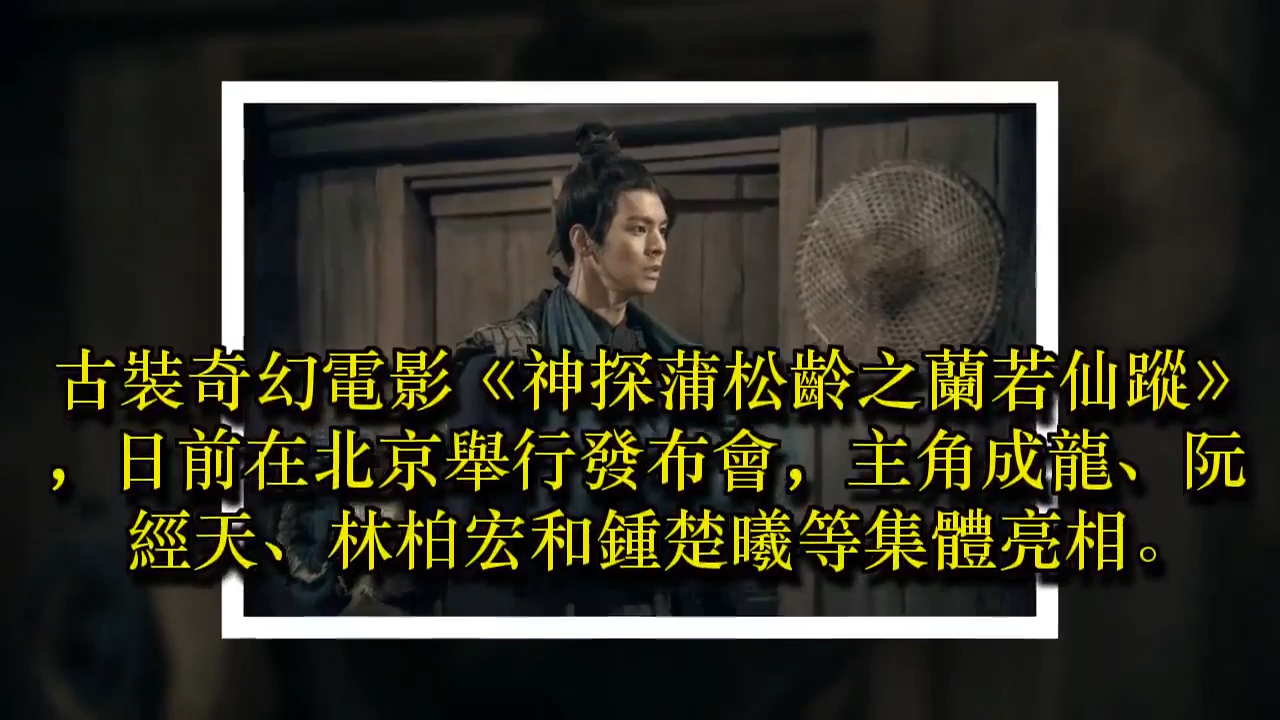 古裝奇幻電影《神探蒲松齡之蘭若仙蹤》
，日前在北京舉行發布會，主角成龍、阮
經天、林柏宏和鍾楚曦等集體亮相。